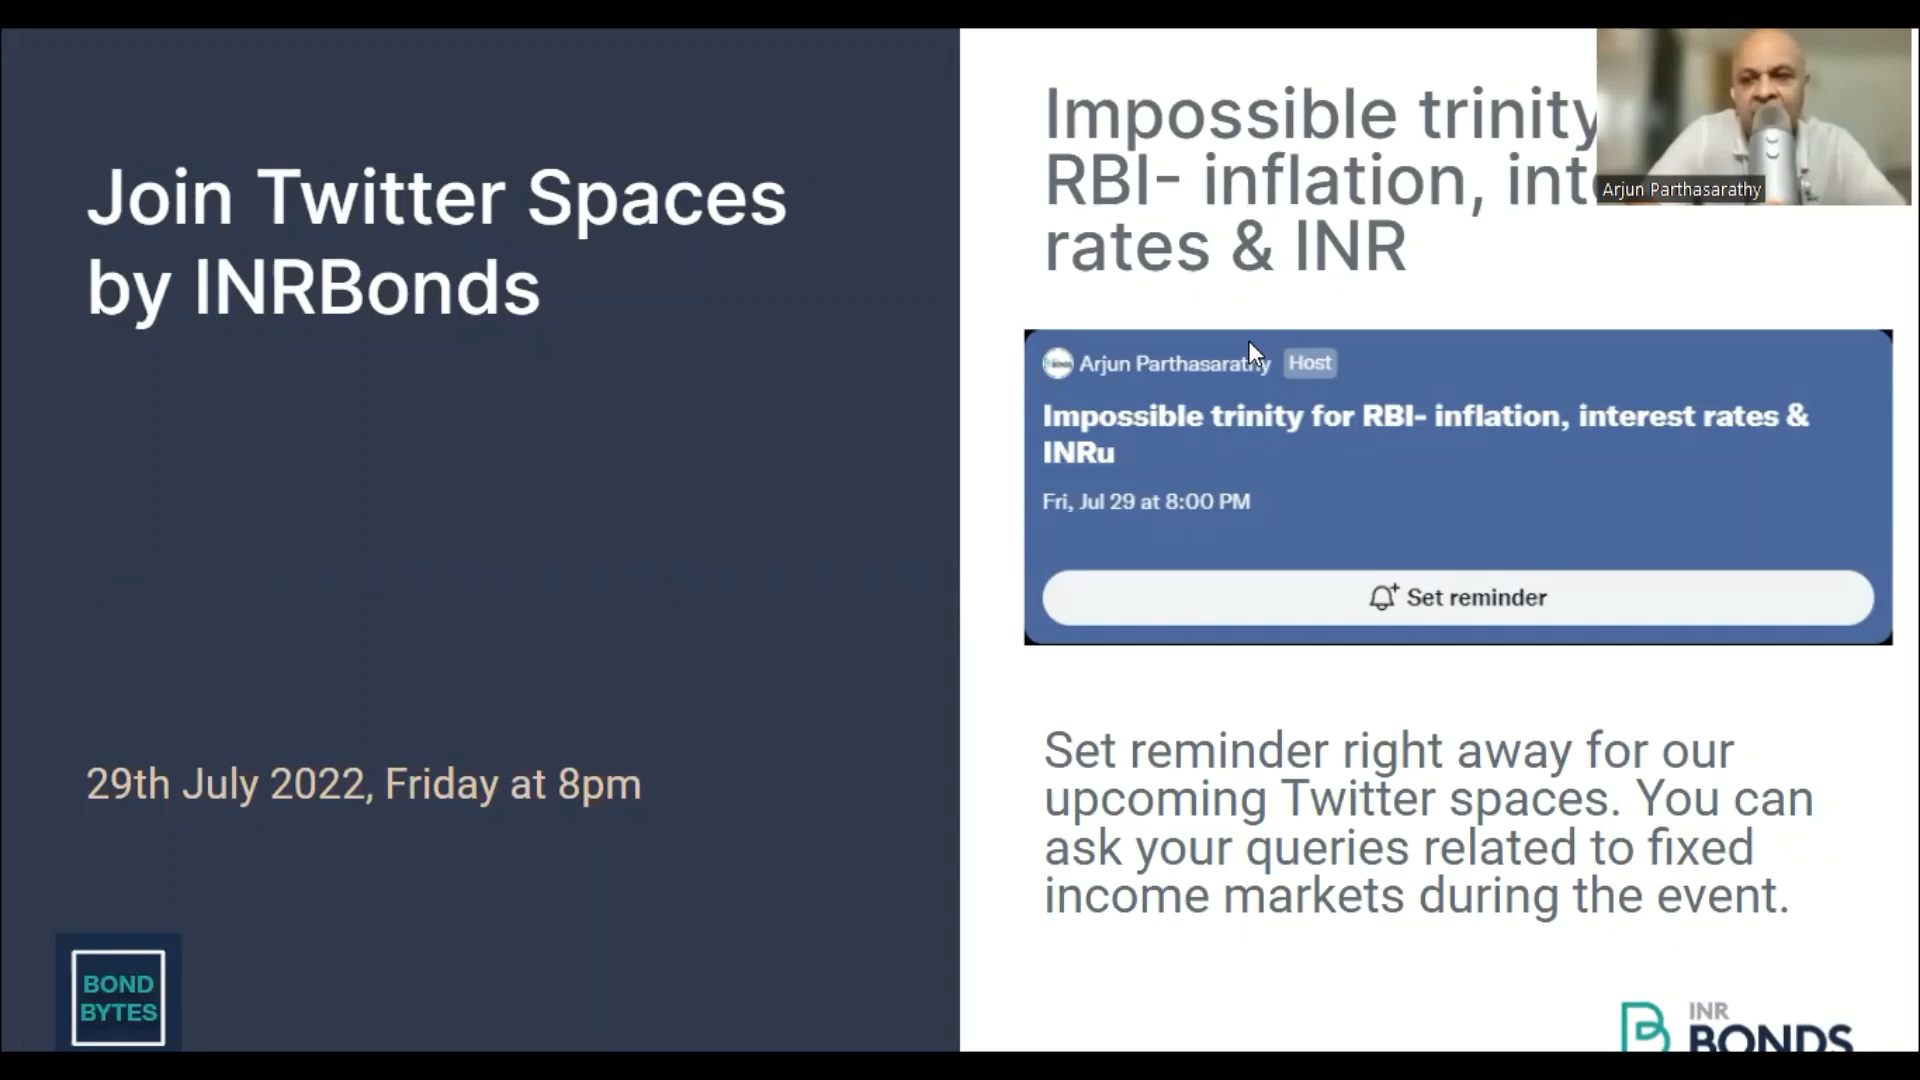 Join Twitter Spaces
by INRBonds
29th July 2022, Friday at 8pm
BOND
BYTES
Impossible trinity
RBI- inflation, int
rates & INR
Arjun Parthasarathy
Arjun Parthasarathy Host
Impossible trinity for RBI- inflation, interest rates &
INRu
Fri, Jul 29 at 8:00 PM
Set reminder
Set reminder right away for our
upcoming Twitter spaces. You can
ask your queries related to fixed
income markets during the event.
INR
BONDS